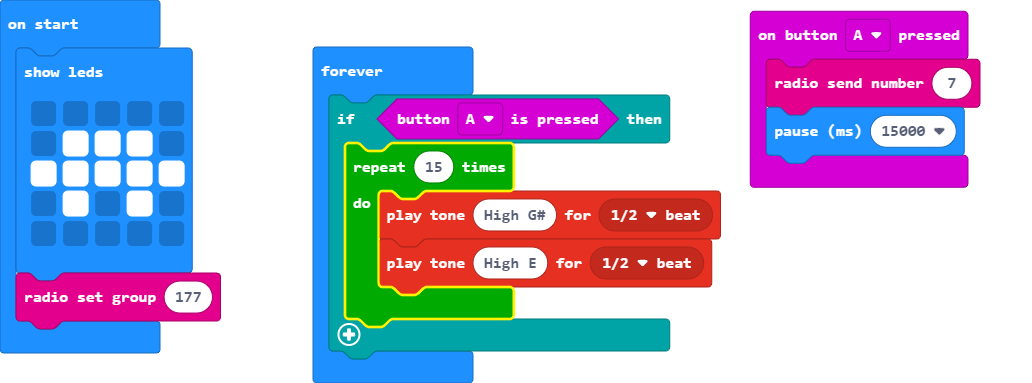 on start
show leds
radio set group 177
forever
if button A is pressed then
repeat 15 times
do
play tone High G# for 1/2 beat
play tone High E for 1/2 beat
on button A pressed
radio send number 7
pause (ms) 15000